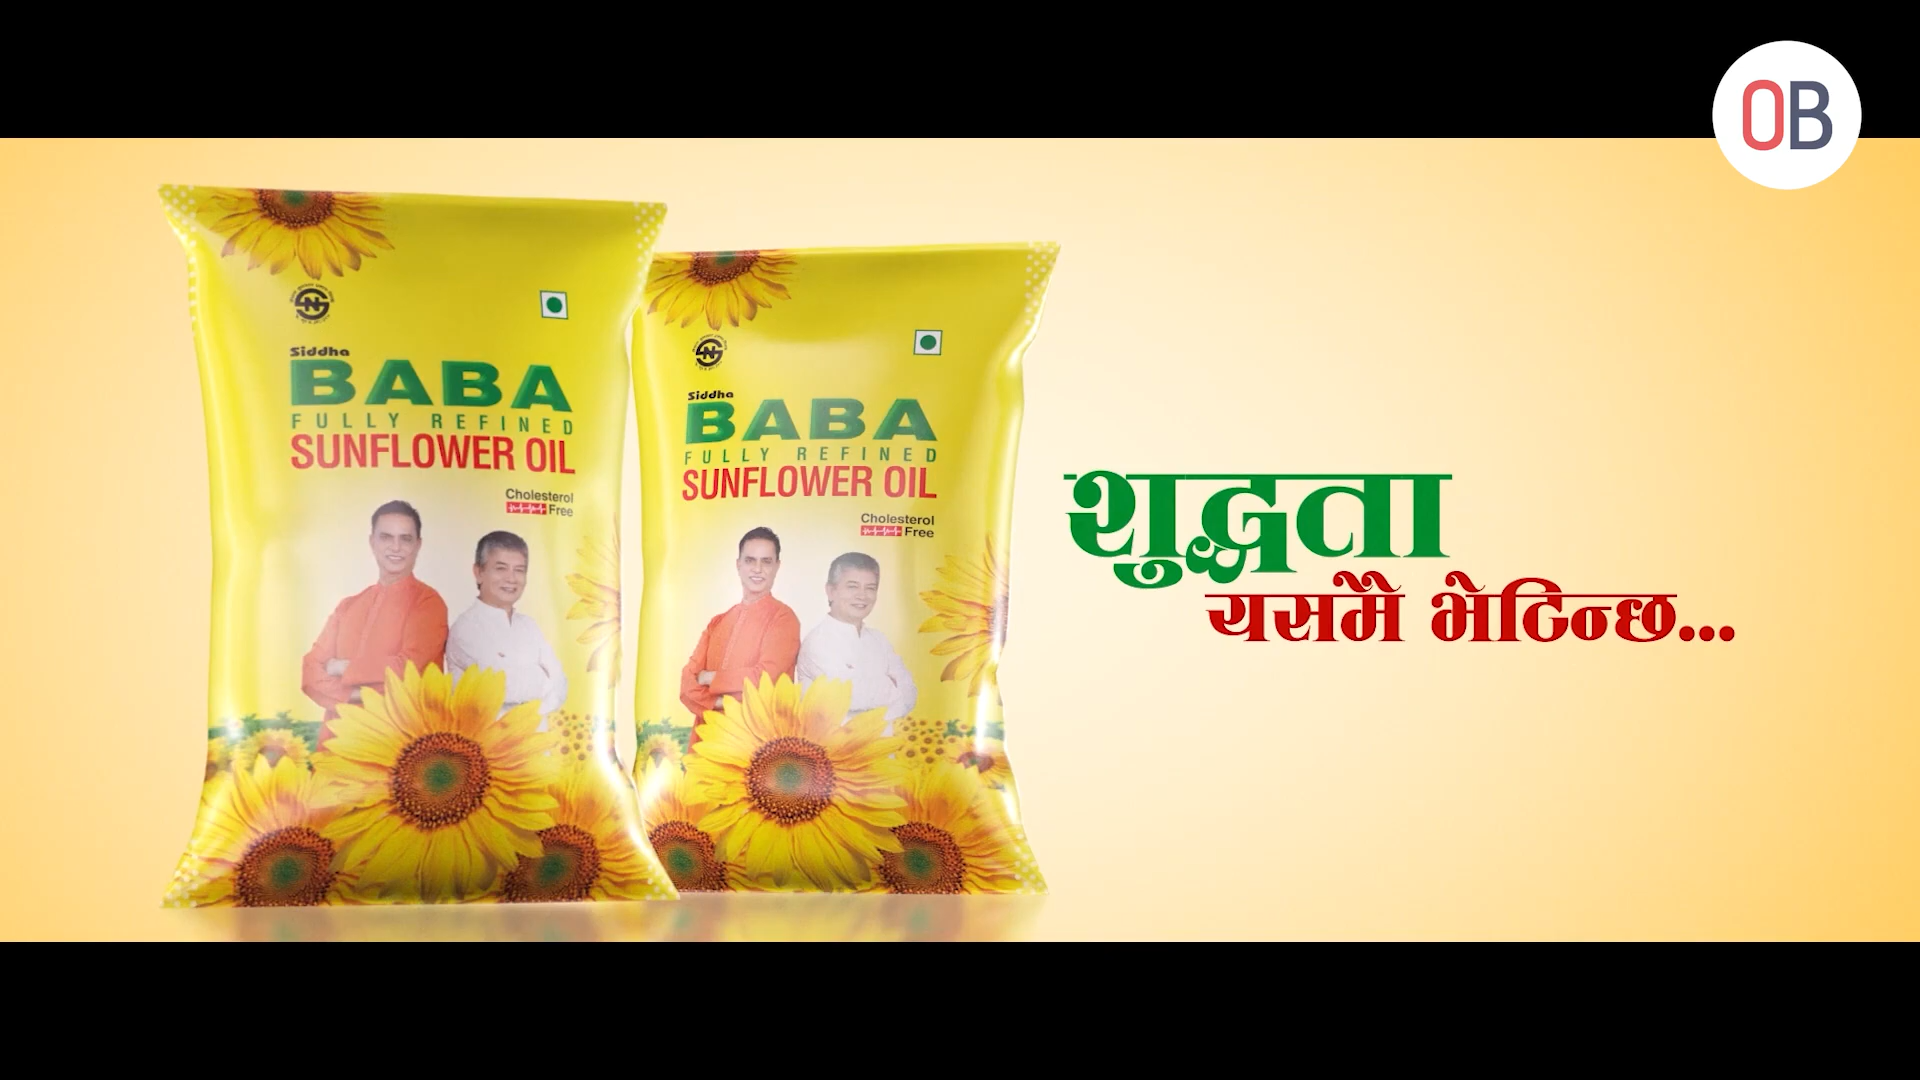 OB
Siddha
BABA
FULLY REFINED
SUNFLOWER OIL
Cholesterol
Free
Siddha
BABA
FULLY REFINED
SUNFLOWER OIL
Cholesterol
Free
शुद्धता
यसमै भेटिन्छ...